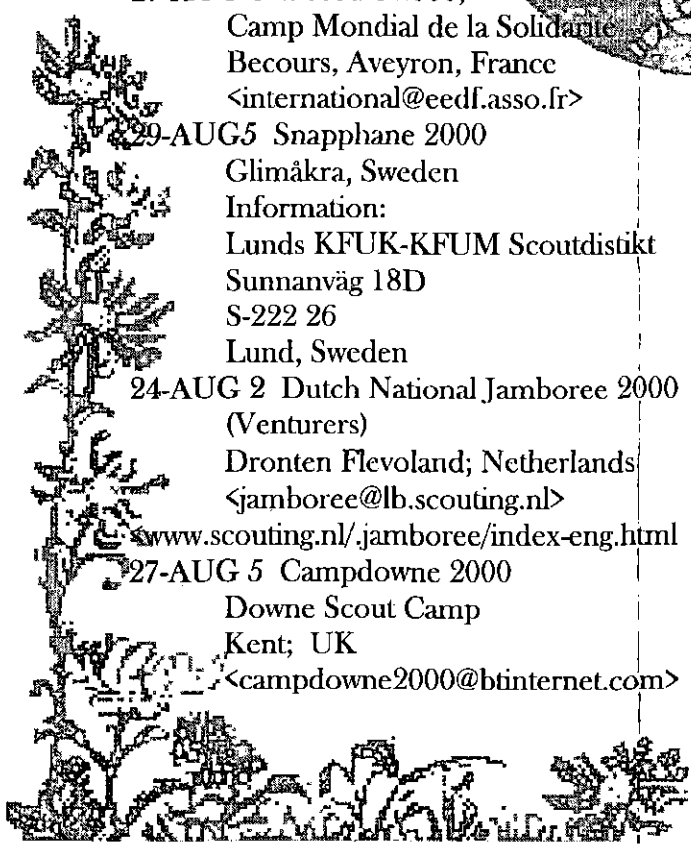 Camp Mondial de la Solidarite
Becours, Aveyron, France
<international@eedf.asso.fr>
29-AUG5 Snapphane 2000
Glimåkra, Sweden
Information:
Lunds KFUK-KFUM Scoutdistikt
Sunnanväg 18D
S-222 26
Lund, Sweden
24-AUG 2 Dutch National Jamboree 2000
(Venturers)
Dronten Flevoland; Netherlands
<jamboree@lb.scouting.nl>
<www.scouting.nl/.jamboree/index-eng.html
27-AUG 5 Campdowne 2000
Downe Scout Camp
Kent; UK
<campdowne2000@btinternet.com>